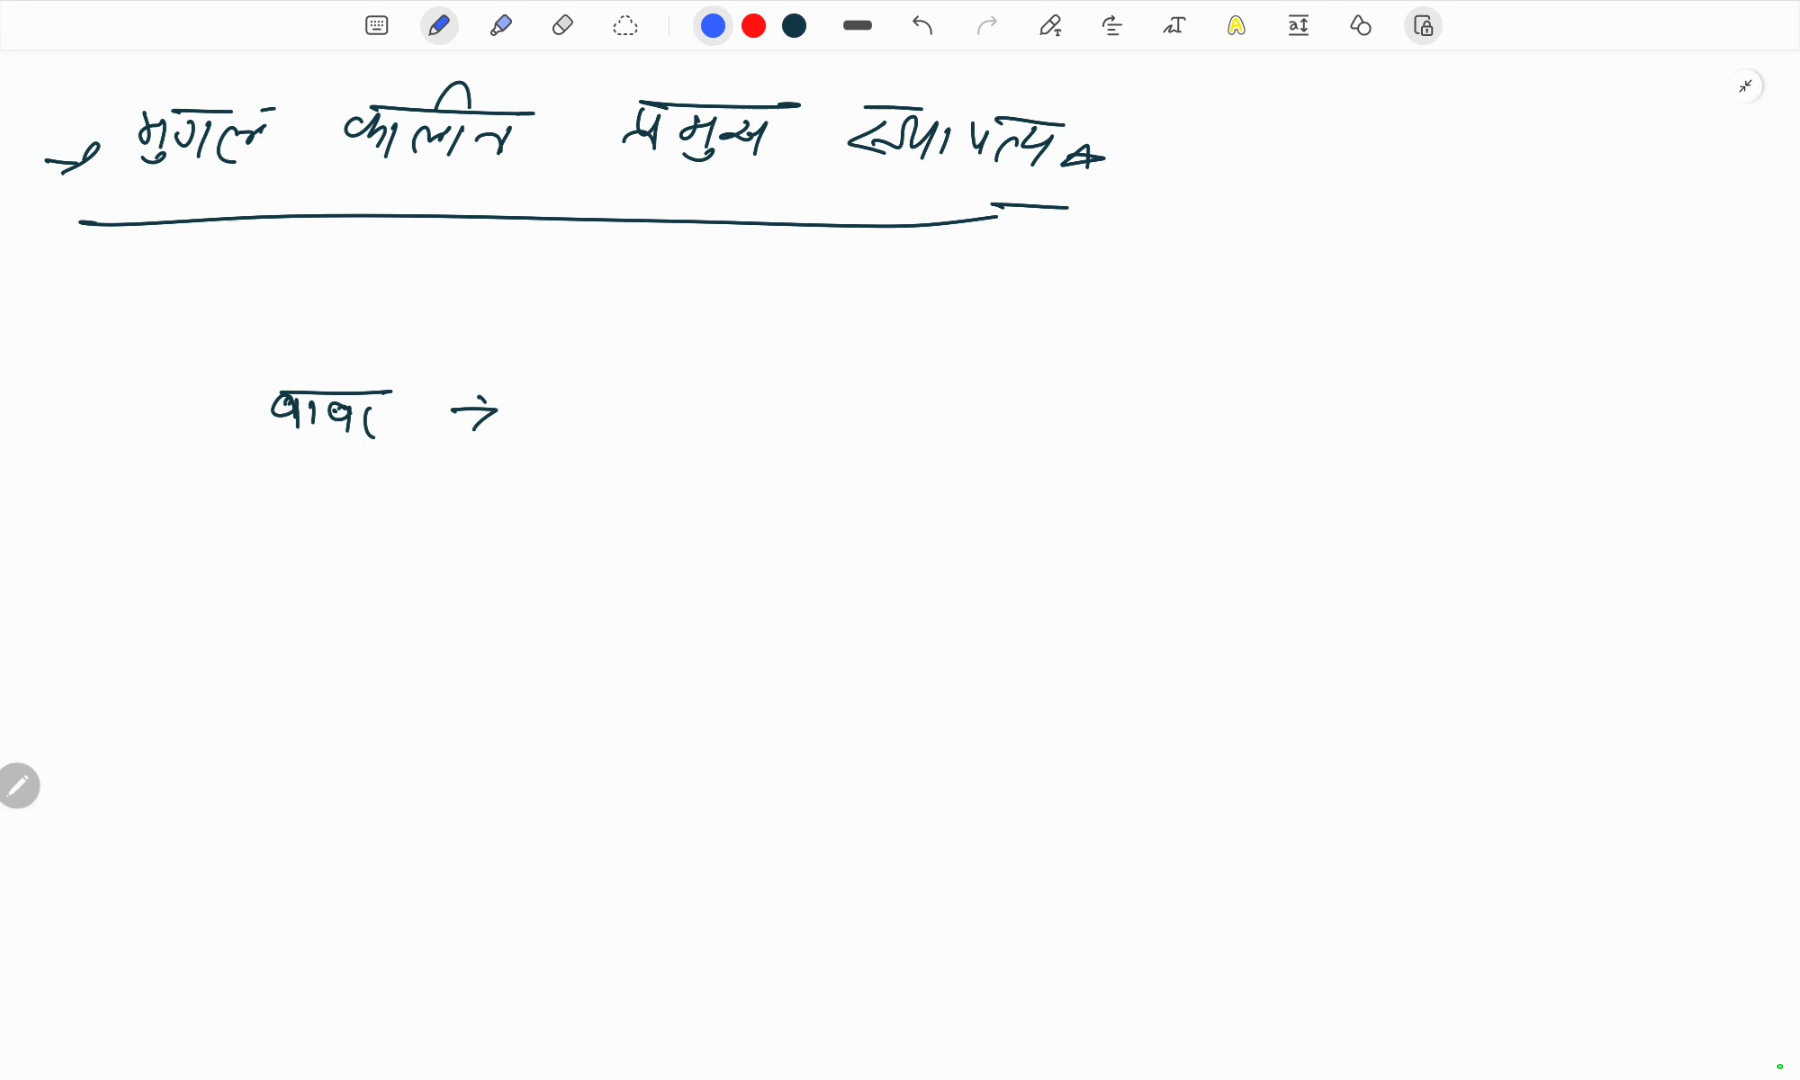 → मुगल कालीन प्रमुख स्थापत्य
बाबर →